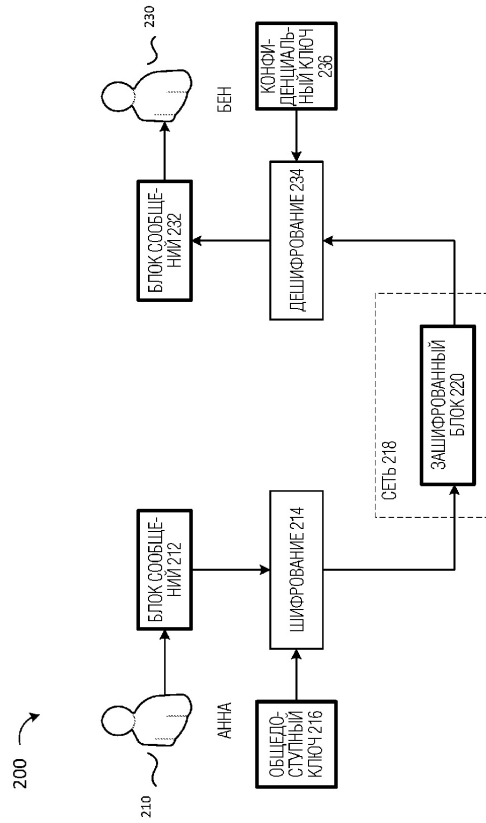 200
210
АННА
БЛОК СООБЩЕ-
НИЙ 212
ОБЩЕДО-
СТУПНЫЙ
КЛЮЧ 216
ШИФРОВАНИЕ 214
СЕТЬ 218
ЗАШИФРОВАННЫЙ
БЛОК 220
230
БЕН
БЛОК СООБЩЕ-
НИЙ 232
ДЕШИФРОВАНИЕ 234
КОНФИ-
ДЕНЦИАЛЬ-
НЫЙ КЛЮЧ
236